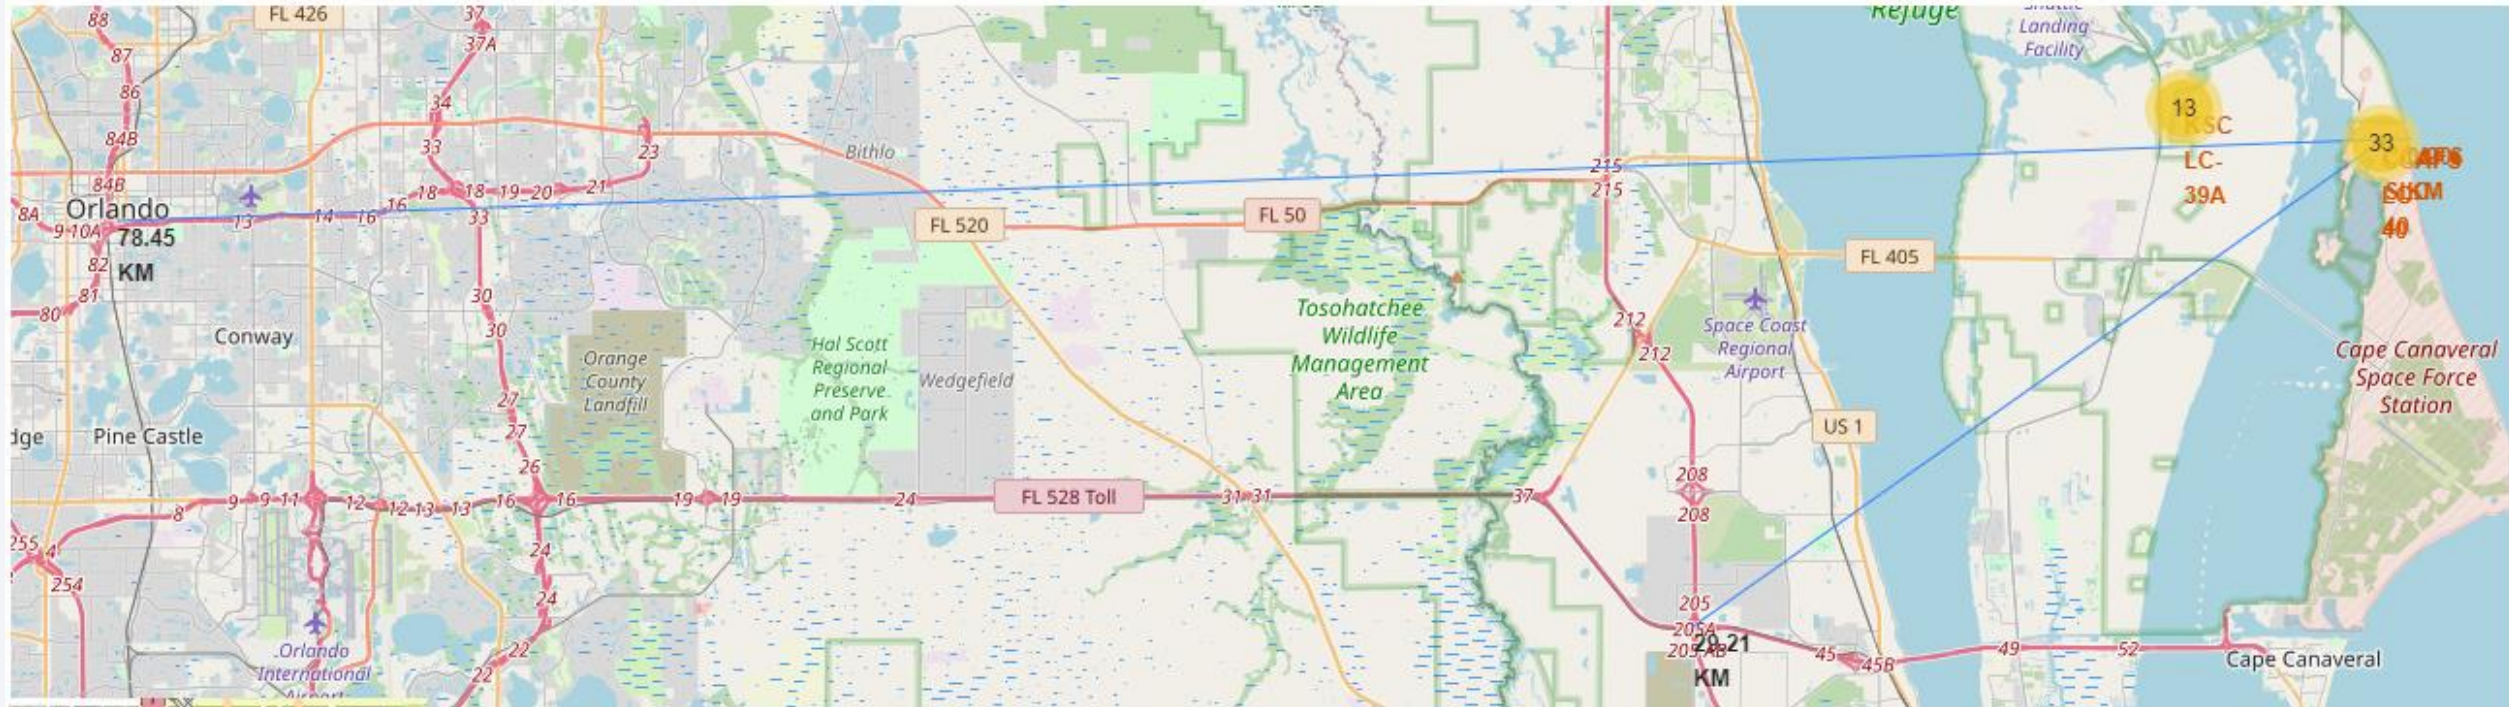 88
FL 426
37
37A
Refuge
Landing
Facility
87
86
34
13
84B
33
33
23
Bithlo
KSC
LC-
39A
215
215
84B
18
18
19
20
21
8A
Orlando
13
14
16
16
33
9
10A
78.45
KM
FL 520
FL 50
KM
40
82
FL 405
81
80
30
30
Conway
Tosohatchee
Wildlife
Management
Area
212
212
Space Coast
Regional
Airport
Hal Scott
Regional
Preserve
and Park
Orange
County
Landfill
Wedgefield
Cape Canaveral
Space Force
Station
27
27
dge
Pine Castle
US 1
26
208
208
9
9
11
12
12
13
13
16
16
19
19
24
FL 528 Toll
31
31
37
8
255
4
254
24
24
22
22
205
205A
29.21
KM
45
45B
49
52
Orlando
International
Airport
Cape Canaveral